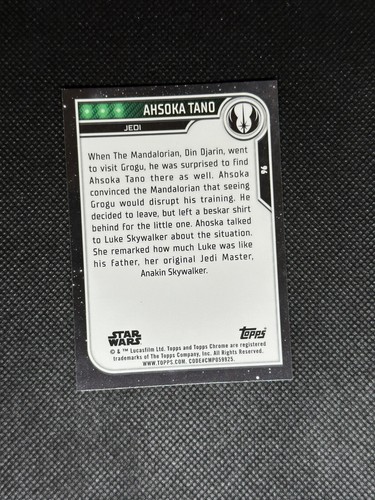 AHSOKA TANO
JEDI
96
When The Mandalorian, Din Djarin, went
to visit Grogu, he was surprised to find
Ahsoka Tano there as well. Ahsoka
convinced the Mandalorian that seeing
Grogu would disrupt his training. He
decided to leave, but left a beskar shirt
behind for the little one. Ahoska talked
to Luke Skywalker about the situation.
She remarked how much Luke was like
his father, her original Jedi Master,
Anakin Skywalker.
STAR WARS
Topps
© & ™ Lucasfilm Ltd. Topps and Topps Chrome are registered
trademarks of The Topps Company, Inc. All Rights Reserved.
WWW.TOPPS.COM. CODE#CMP059925.